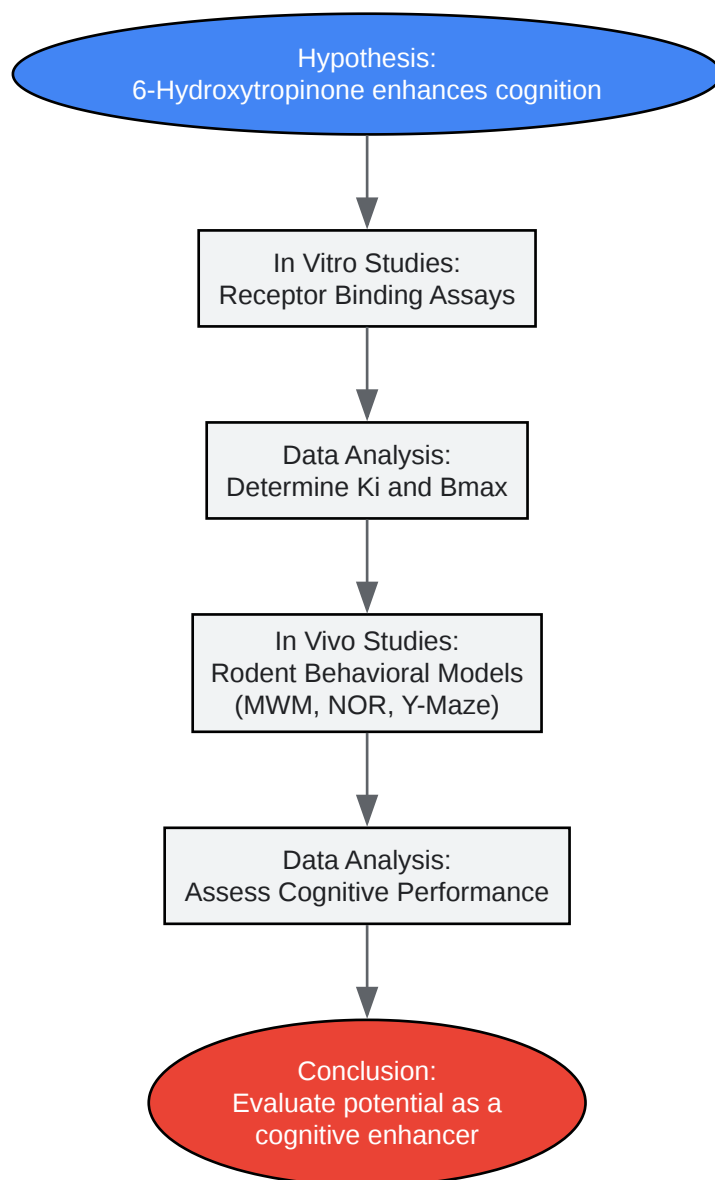 Hypothesis:
6-Hydroxytropinone enhances cognition
In Vitro Studies:
Receptor Binding Assays
Data Analysis:
Determine Ki and Bmax
In Vivo Studies:
Rodent Behavioral Models
(MWM, NOR, Y-Maze)
Data Analysis:
Assess Cognitive Performance
Conclusion:
Evaluate potential as a
cognitive enhancer